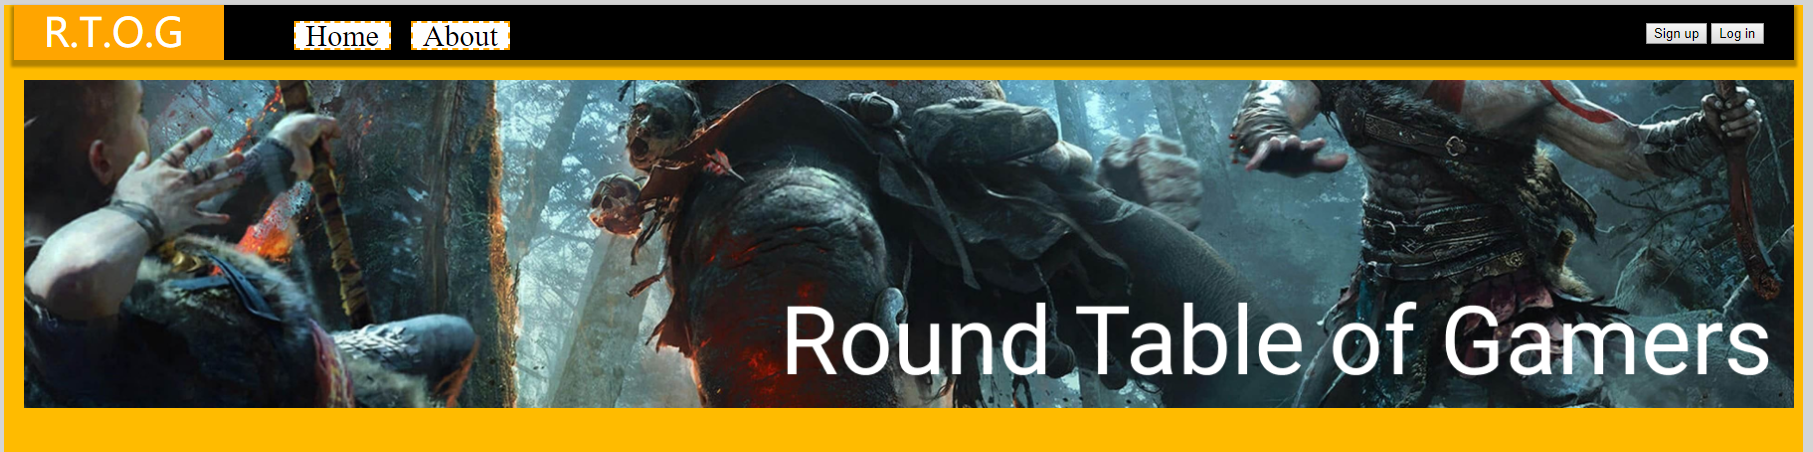 R.T.O.G
Home About
Sign up Log in
Round Table of Gamers